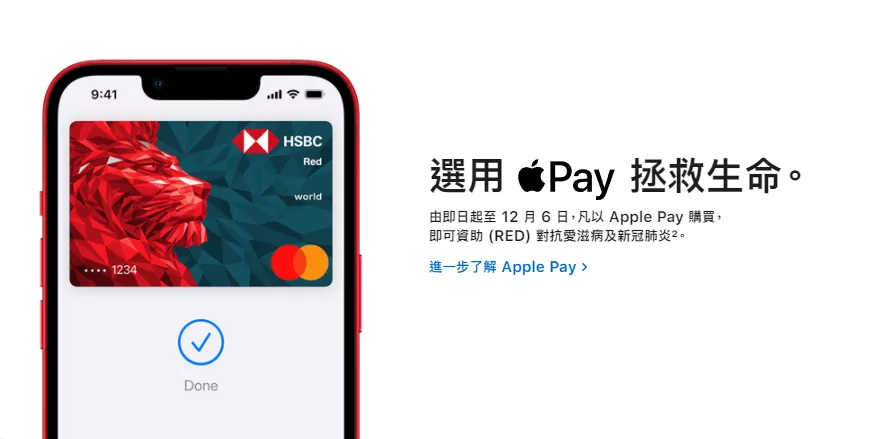 9:41
HSBC
Red
world
•••• 1234
Done
選用 Pay 拯救生命。
由即日起至 12 月 6 日，凡以 Apple Pay 購買，
即可資助 (RED) 對抗愛滋病及新冠肺炎²。
進一步了解 Apple Pay >